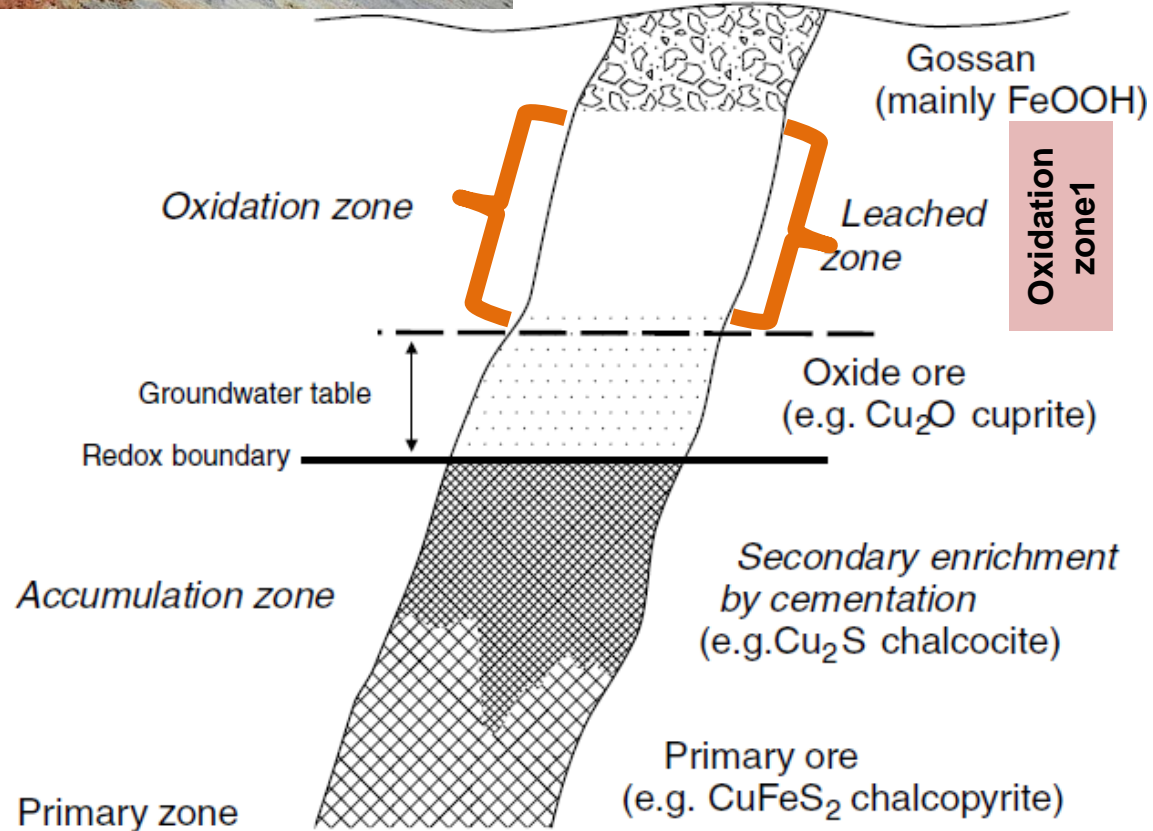 Gossan
(mainly FeOOH)
Oxidation zone
Leached
zone
Oxidation
zone1
Groundwater table
Oxide ore
(e.g. Cu₂O cuprite)
Redox boundary
Accumulation zone
Secondary enrichment
by cementation
(e.g.Cu₂S chalcocite)
Primary ore
(e.g. CuFeS₂ chalcopyrite)
Primary zone